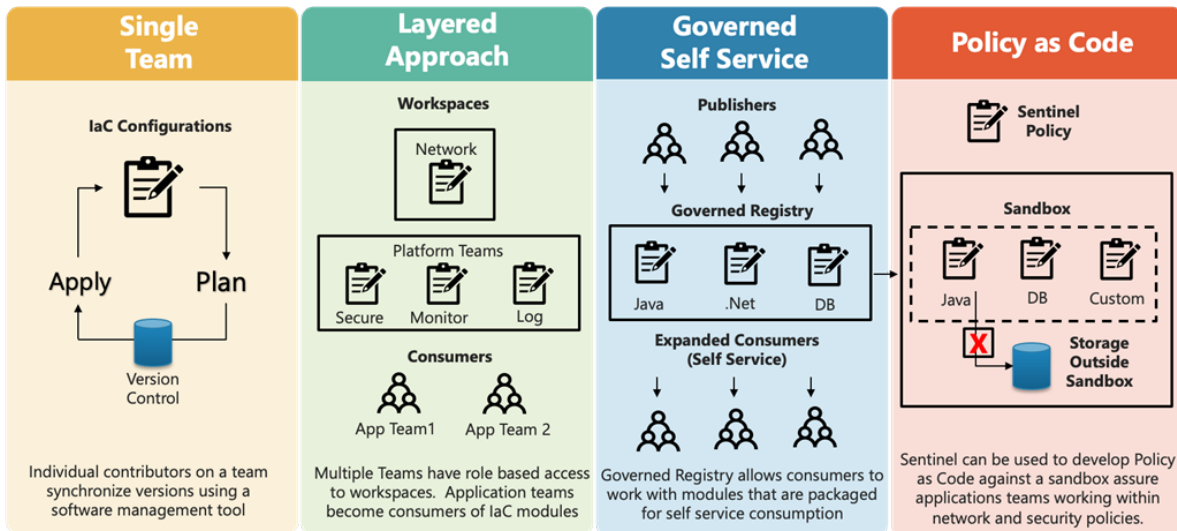 Single
Team
IaC Configurations
Apply
Plan
Version
Control
Individual contributors on a team
synchronize versions using a
software management tool
Layered
Approach
Workspaces
Network
Platform Teams
Secure
Monitor
Log
Consumers
App Team1
App Team 2
Multiple Teams have role based access
to workspaces. Application teams
become consumers of IaC modules
Governed
Self Service
Publishers
Governed Registry
Java
.Net
DB
Expanded Consumers
(Self Service)
Governed Registry allows consumers to
work with modules that are packaged
for self service consumption
Policy as Code
Sentinel
Policy
Sandbox
Java
DB
Custom
X
Storage
Outside
Sandbox
Sentinel can be used to develop Policy
as Code against a sandbox assure
applications teams working within
network and security policies.